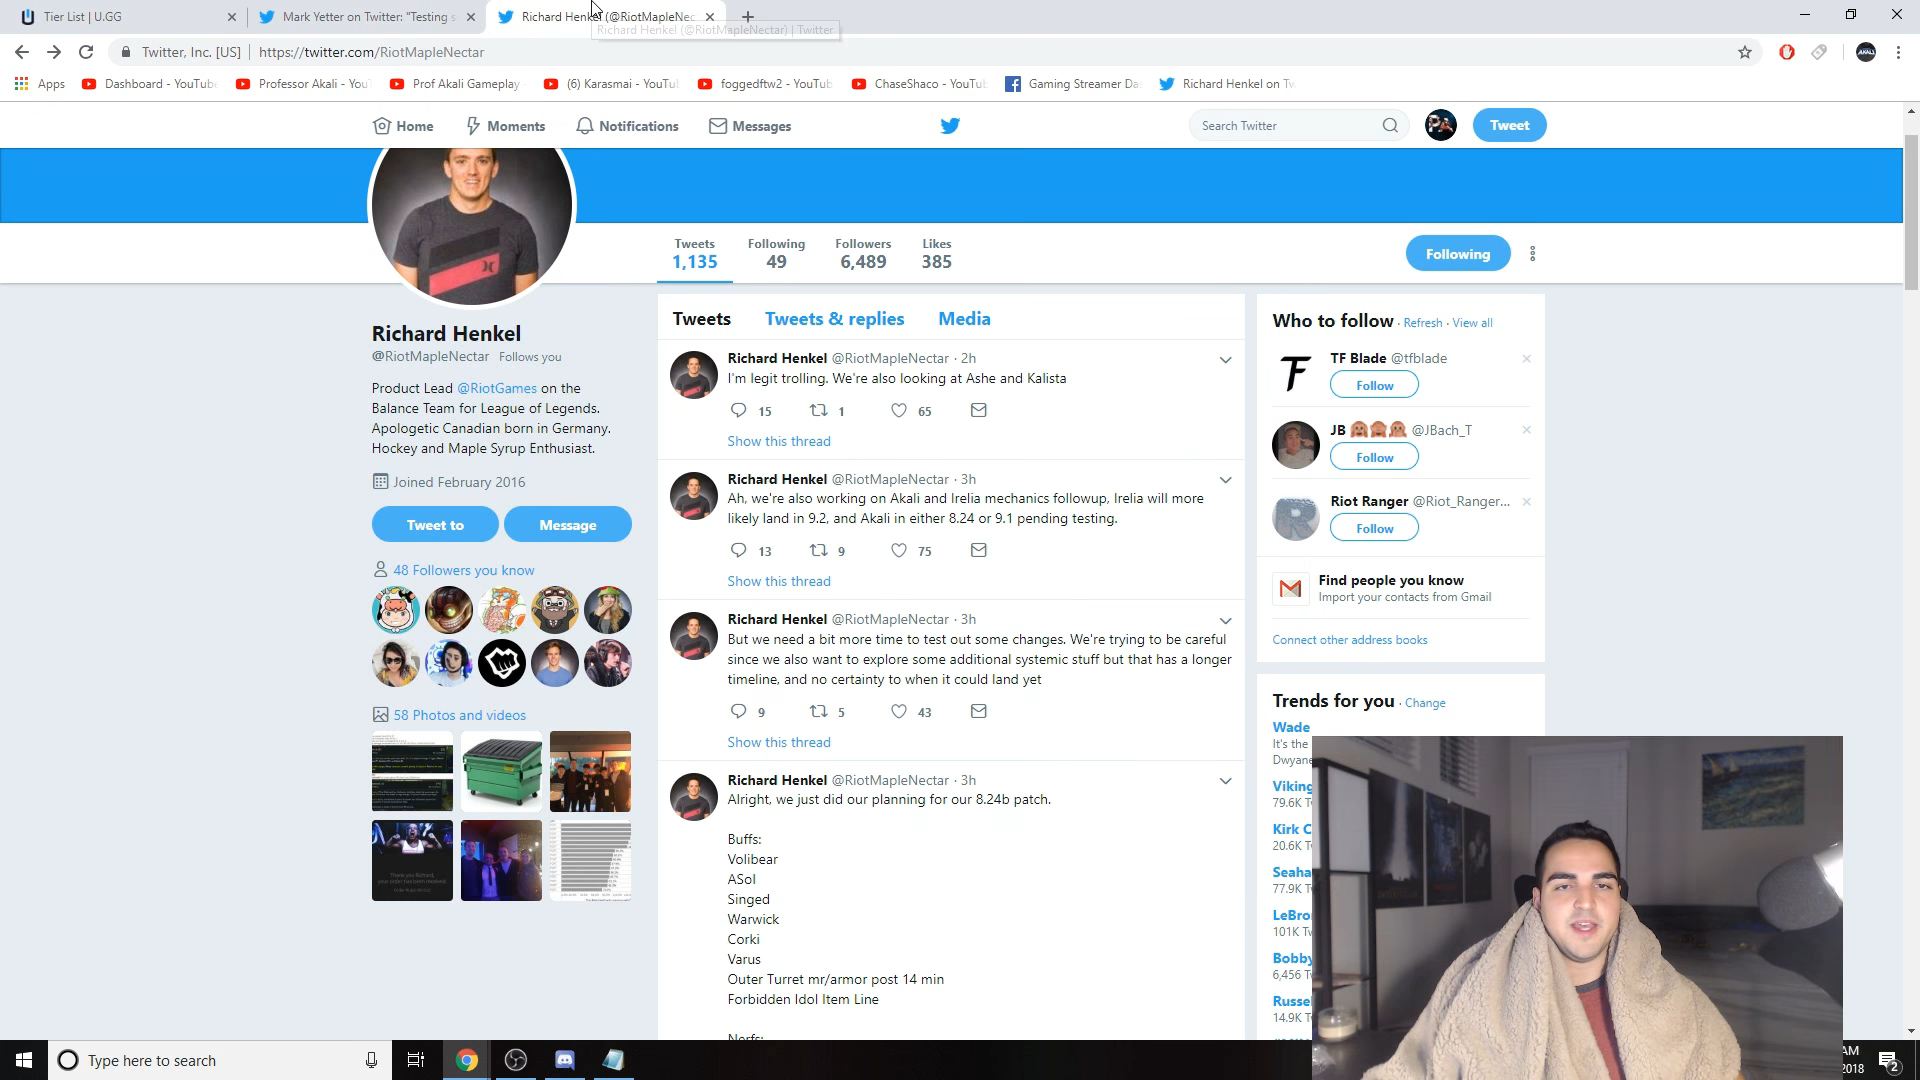 Tier List | U.GG
Mark Yetter on Twitter: "Testing s
Richard Henkel (@RiotMapleNec
Richard Henkel (@RiotMapleNectar) | Twitter
Twitter, Inc. [US]
https://twitter.com/RiotMapleNectar
Apps
Dashboard - YouTub
Professor Akali - You
Prof Akali Gameplay
(6) Karasmai - YouTu
foggedftw2 - YouTub
ChaseShaco - YouTu
Gaming Streamer Da
Richard Henkel on Tw
Home
Moments
Notifications
Messages
Search Twitter
Tweet
Tweets
1,135
Following
49
Followers
6,489
Likes
385
Following
Richard Henkel
@RiotMapleNectar Follows you
Product Lead @RiotGames on the
Balance Team for League of Legends.
Apologetic Canadian born in Germany.
Hockey and Maple Syrup Enthusiast.
Joined February 2016
Tweet to
Message
48 Followers you know
58 Photos and videos
Tweets
Tweets & replies
Media
Richard Henkel @RiotMapleNectar · 2h
I'm legit trolling. We're also looking at Ashe and Kalista
15
1
65
Show this thread
Richard Henkel @RiotMapleNectar · 3h
Ah, we're also working on Akali and Irelia mechanics followup, Irelia will more
likely land in 9.2, and Akali in either 8.24 or 9.1 pending testing.
13
9
75
Show this thread
Richard Henkel @RiotMapleNectar · 3h
But we need a bit more time to test out some changes. We're trying to be careful
since we also want to explore some additional systemic stuff but that has a longer
timeline, and no certainty to when it could land yet
9
5
43
Show this thread
Richard Henkel @RiotMapleNectar · 3h
Alright, we just did our planning for our 8.24b patch.
Buffs:
Volibear
ASol
Singed
Warwick
Corki
Varus
Outer Turret mr/armor post 14 min
Forbidden Idol Item Line
Nerfs:
Who to follow · Refresh · View all
TF Blade @tfblade
Follow
JB @JBach_T
Follow
Riot Ranger @Riot_Ranger...
Follow
Find people you know
Import your contacts from Gmail
Connect other address books
Trends for you · Change
Wade
It's the
Dwyane
Viking
79.6K Tw
Kirk C
20.6K Tw
Seaha
77.9K Tw
LeBro
101K Tw
Bobby
6,456 T
Russe
14.9K T
Type here to search
AM
2018
2